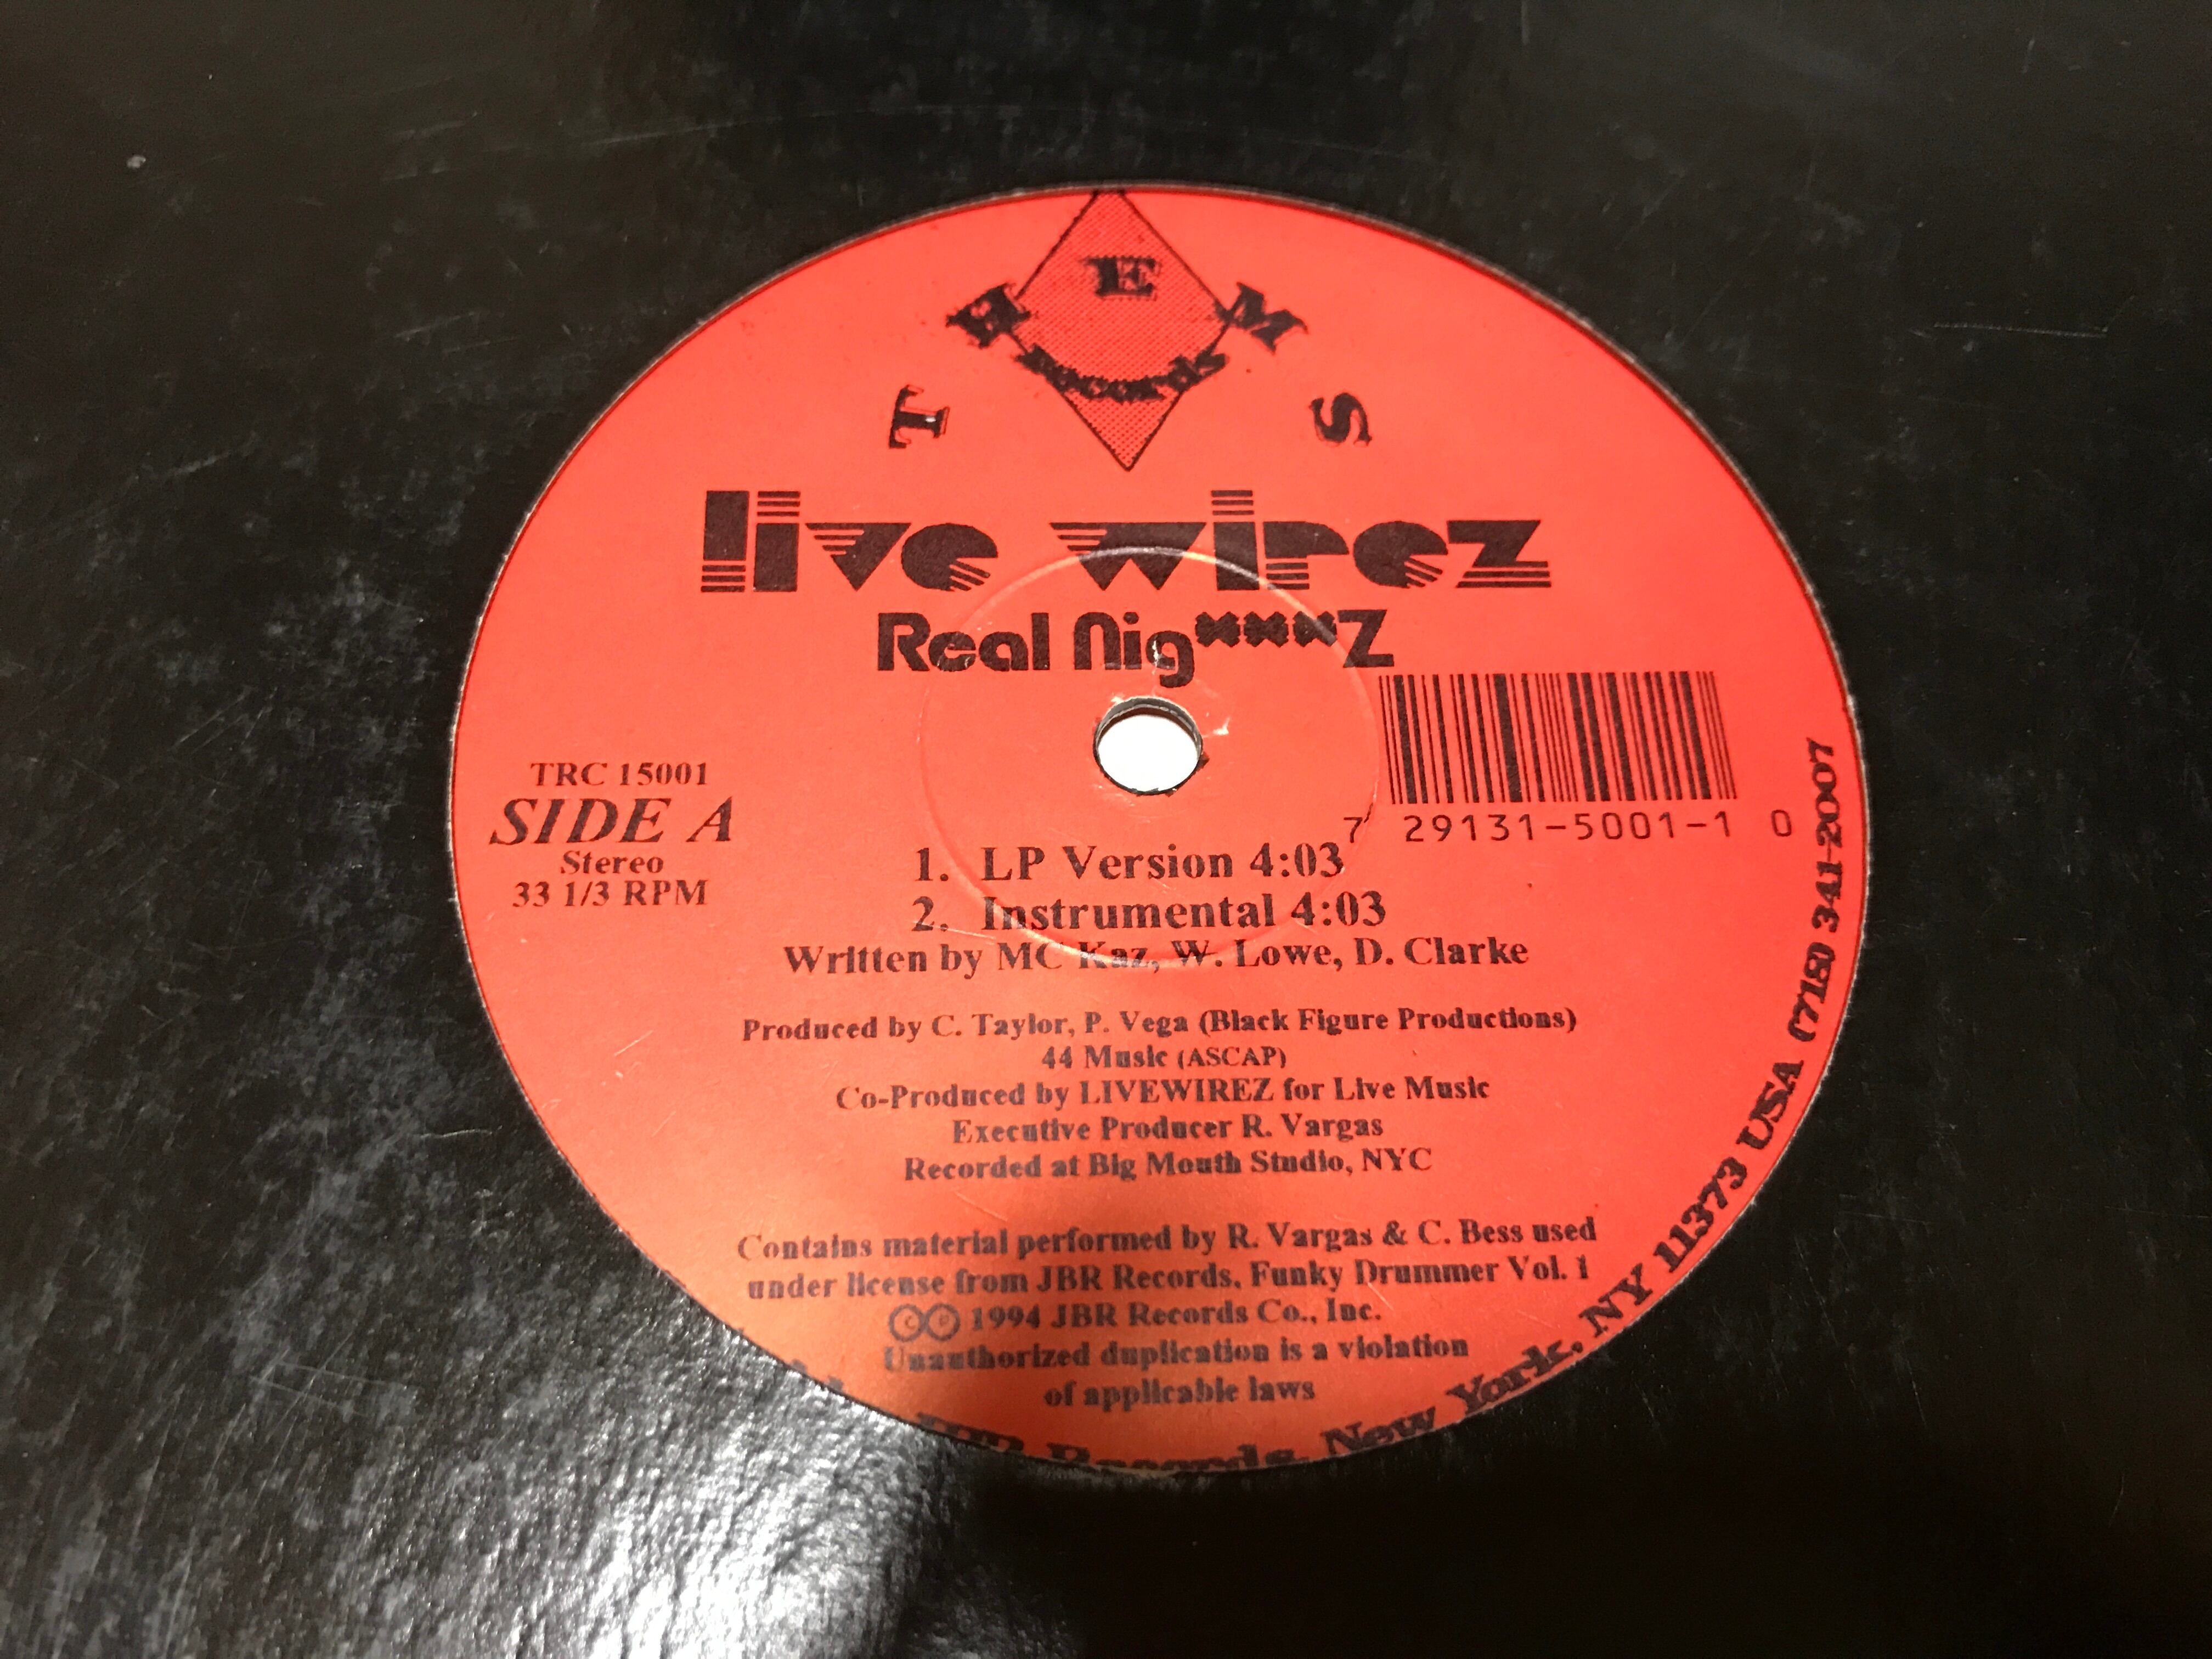 THEMS
Records
live wirez
Real Nig****Z
TRC 15001
SIDE A
Stereo
33 1/3 RPM
7 29131-5001-1 0
1. LP Version 4:03
2. Instrumental 4:03
Written by MC Kaz, W. Lowe, D. Clarke
Produced by C. Taylor, P. Vega (Black Figure Productions)
44 Music (ASCAP)
Co-Produced by LIVEWIREZ for Live Music
Executive Producer R. Vargas
Recorded at Big Mouth Studio, NYC
Contains material performed by R. Vargas & C. Bess used
under license from JBR Records, Funky Drummer Vol. 1
©℗ 1994 JBR Records Co., Inc.
Unauthorized duplication is a violation
of applicable laws
Records, New York, NY 11373 USA (718) 341-2007